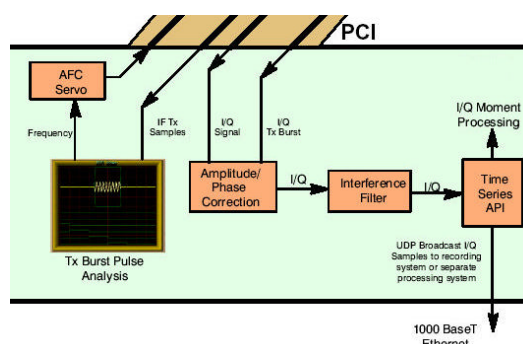 PCI
AFC
Servo
Frequency
IF Tx
Samples
I/Q
Signal
I/Q
Tx Burst
I/Q Moment
Processing
Tx Burst Pulse
Analysis
Amplitude/
Phase
Correction
I/Q
Interference
Filter
I/Q
Time
Series
API
UDP Broadcast I/Q
Samples to recording
system or separate
processing system
1000 BaseT
Ethernet